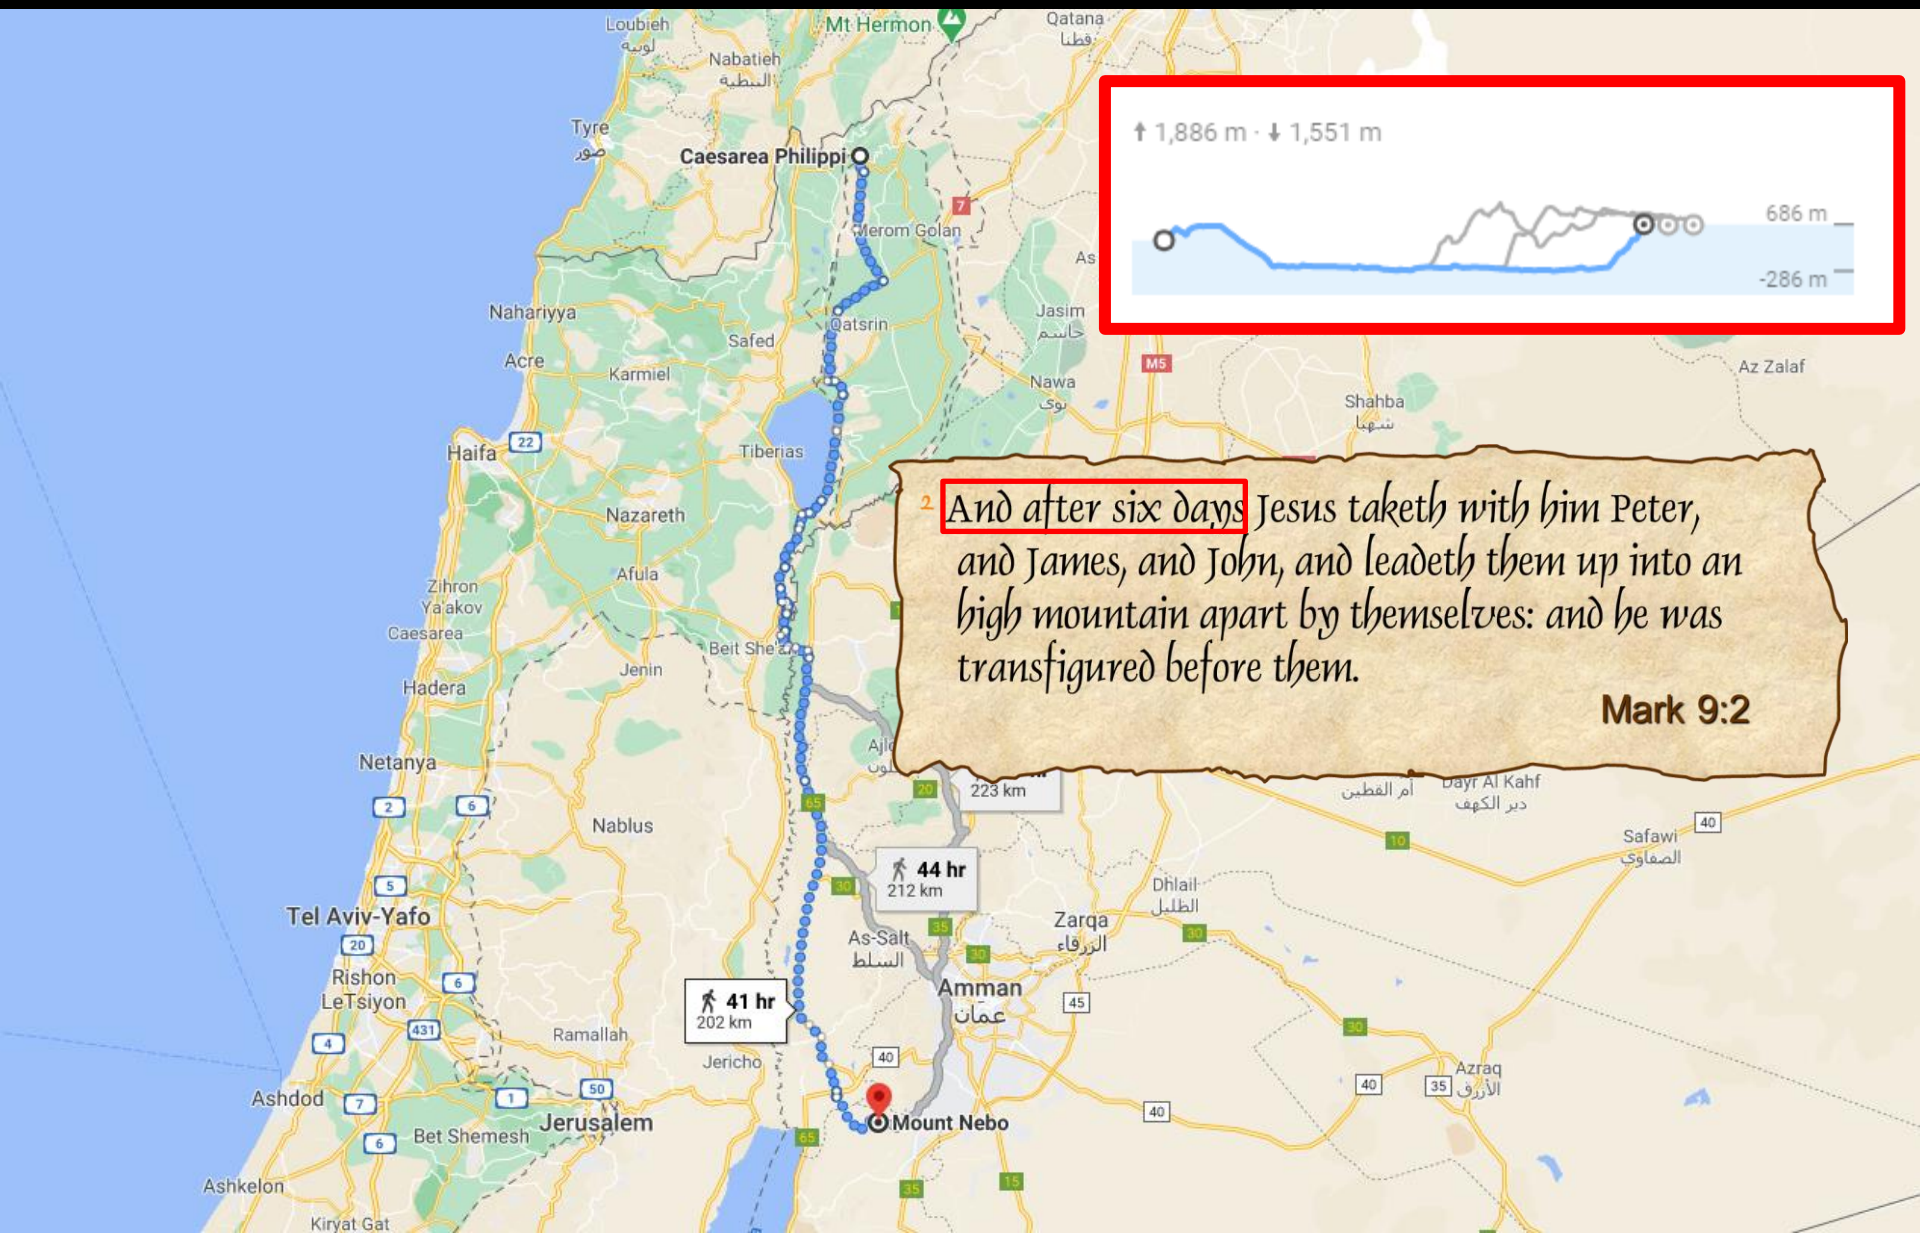 Loubieh
لوبيه
Mt Hermon
Qatana
قطنا
Nabatieh
النبطية
Tyre
صور
Caesarea Philippi
7
Merom Golan
As
↑ 1,886 m · ↓ 1,551 m
686 m
-286 m
Nahariyya
Qatsrin
Jasim
جاسم
Safed
Acre
Karmiel
M5
Az Zalaf
Nawa
نوى
Shahba
شهبا
22
Haifa
Tiberias
2 And after six days Jesus taketh with him Peter,
and James, and John, and leadeth them up into an
high mountain apart by themselves: and he was
transfigured before them.
Mark 9:2
Nazareth
Afula
Zihron
Ya'akov
Caesarea
Beit She'an
Jenin
Hadera
Netanya
223 km
20
Dayr Al Kahf
دير الكهف
أم القطين
2
6
65
Nablus
40
Safawi
الصفاوي
10
44 hr
212 km
5
30
Dhlail
الظليل
Tel Aviv-Yafo
20
As-Salt
السلط
35
30
Zarqa
الزرقاء
30
Rishon
LeTsiyon
6
Amman
عمان
41 hr
202 km
45
431
4
Ramallah
Jericho
40
30
Azraq
الأزرق
40
35
50
1
Ashdod
7
40
Mount Nebo
Jerusalem
Bet Shemesh
6
65
Ashkelon
35
15
Kiryat Gat